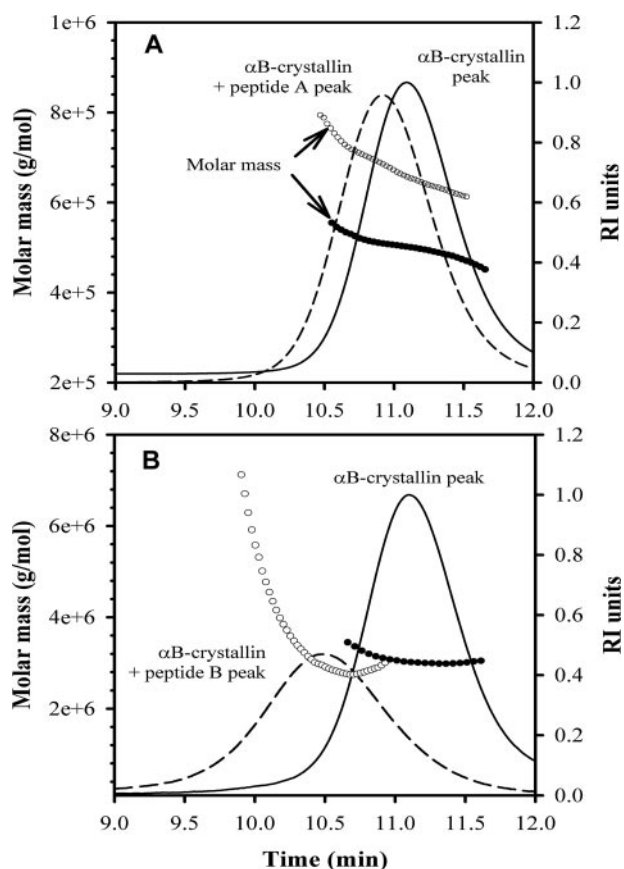 A
αB-crystallin
+ peptide A peak
αB-crystallin
peak
Molar mass
Molar mass (g/mol)
1e+6
8e+5
6e+5
4e+5
2e+5
RI units
1.2
1.0
0.8
0.6
0.4
0.2
0.0
9.0 9.5 10.0 10.5 11.0 11.5 12.0
B
αB-crystallin peak
αB-crystallin
+ peptide B peak
Molar mass (g/mol)
8e+6
6e+6
4e+6
2e+6
RI units
1.2
1.0
0.8
0.6
0.4
0.2
0.0
9.0 9.5 10.0 10.5 11.0 11.5 12.0
Time (min)